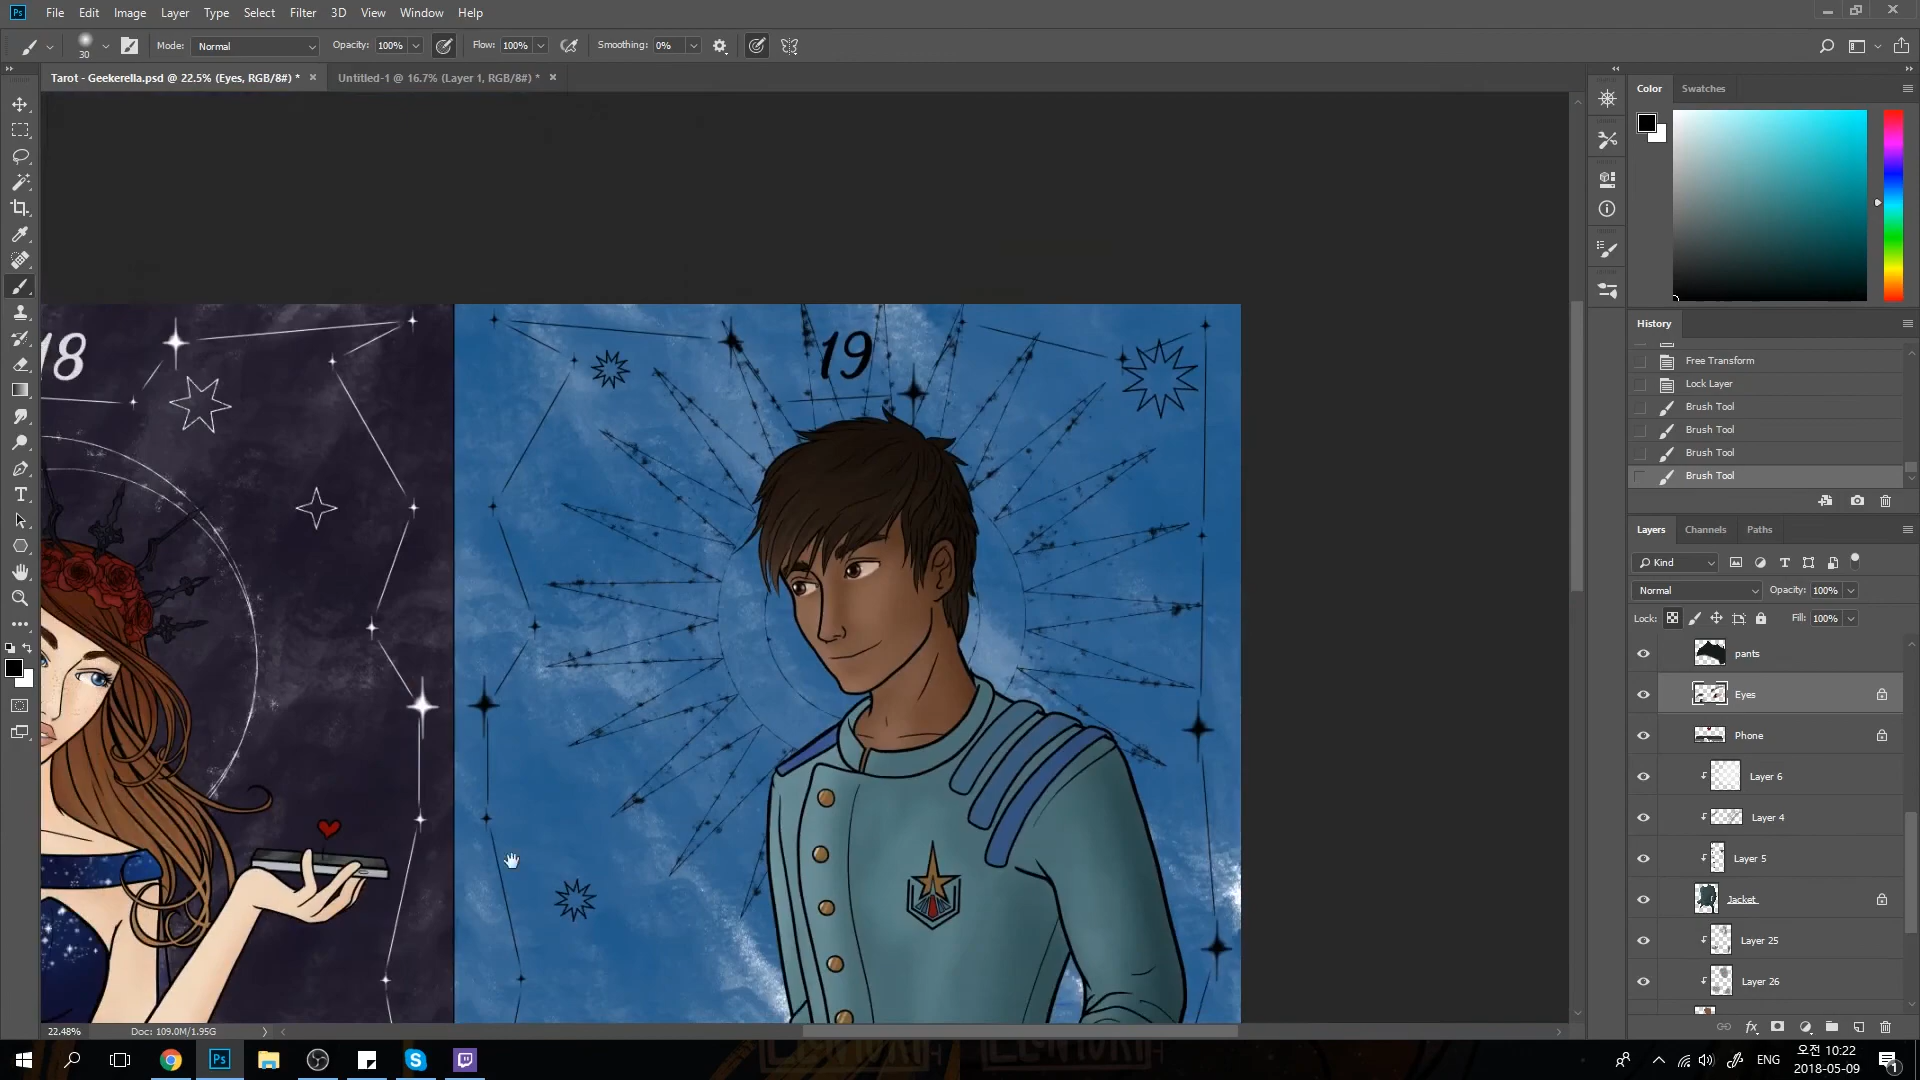 Ps File Edit Image Layer Type Select Filter 3D View Window Help
30 Mode: Normal Opacity: 100% Flow: 100% Smoothing: 0%
Tarot - Geekerella.psd @ 22.5% (Eyes, RGB/8#) * × Untitled-1 @ 16.7% (Layer 1, RGB/8#) * ×
18
19
Color Swatches
History
Free Transform
Lock Layer
Brush Tool
Brush Tool
Brush Tool
Brush Tool
Layers Channels Paths
Kind
Normal Opacity: 100%
Lock: Fill: 100%
pants
Eyes
Phone
Layer 6
Layer 4
Layer 5
Jacket
Layer 25
Layer 26
22.48% Doc: 109.0M/1.95G
ENG
오전 10:22
2018-05-09
1